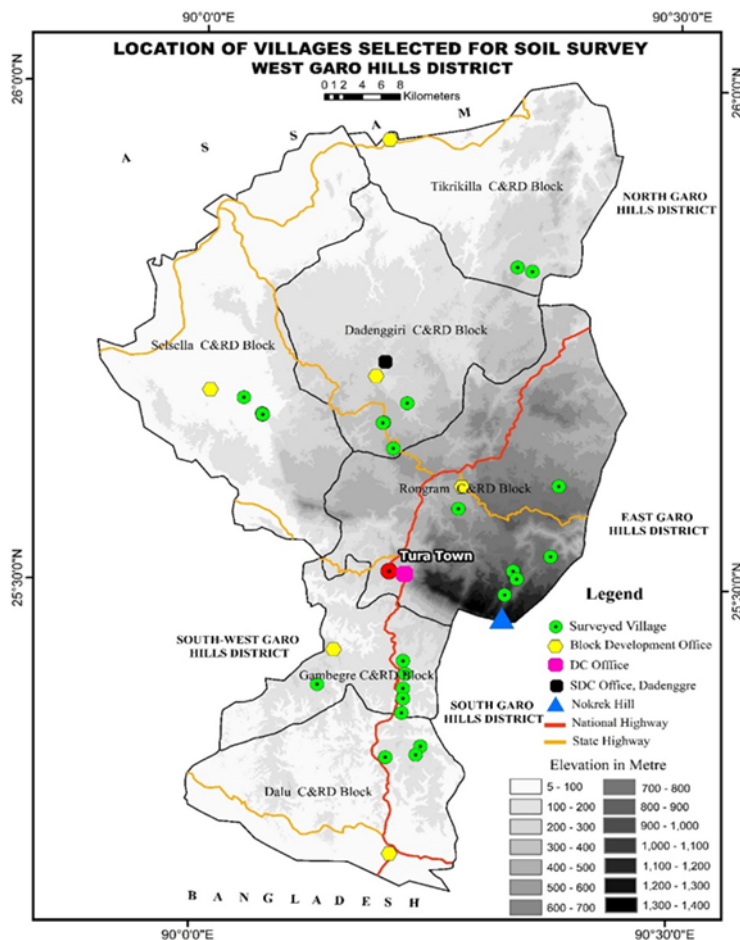 90°0'0"E
90°30'0"E
LOCATION OF VILLAGES SELECTED FOR SOIL SURVEY
WEST GARO HILLS DISTRICT
0 1 2 4 6 8
Kilometers
26°0'0"N
26°0'0"N
A S S A M
Tikrikilla C&RD Block
NORTH GARO
HILLS DISTRICT
Dadenggiri C&RD Block
Selsella C&RD Block
Rongram C&RD Block
EAST GARO
HILLS DISTRICT
Tura Town
25°30'0"N
25°30'0"N
Legend
Surveyed Village
Block Development Office
DC Offlice
SDC Office, Dadenggre
Nokrek Hill
National Highway
State Highway
SOUTH-WEST GARO
HILLS DISTRICT
Gambegre C&RD Block
SOUTH GARO
HILLS DISTRICT
Dalu C&RD Block
Elevation in Metre
5 - 100
100 - 200
200 - 300
300 - 400
400 - 500
500 - 600
600 - 700
700 - 800
800 - 900
900 - 1,000
1,000 - 1,100
1,100 - 1,200
1,200 - 1,300
1,300 - 1,400
B A N G L A D E S H
90°0'0"E
90°30'0"E